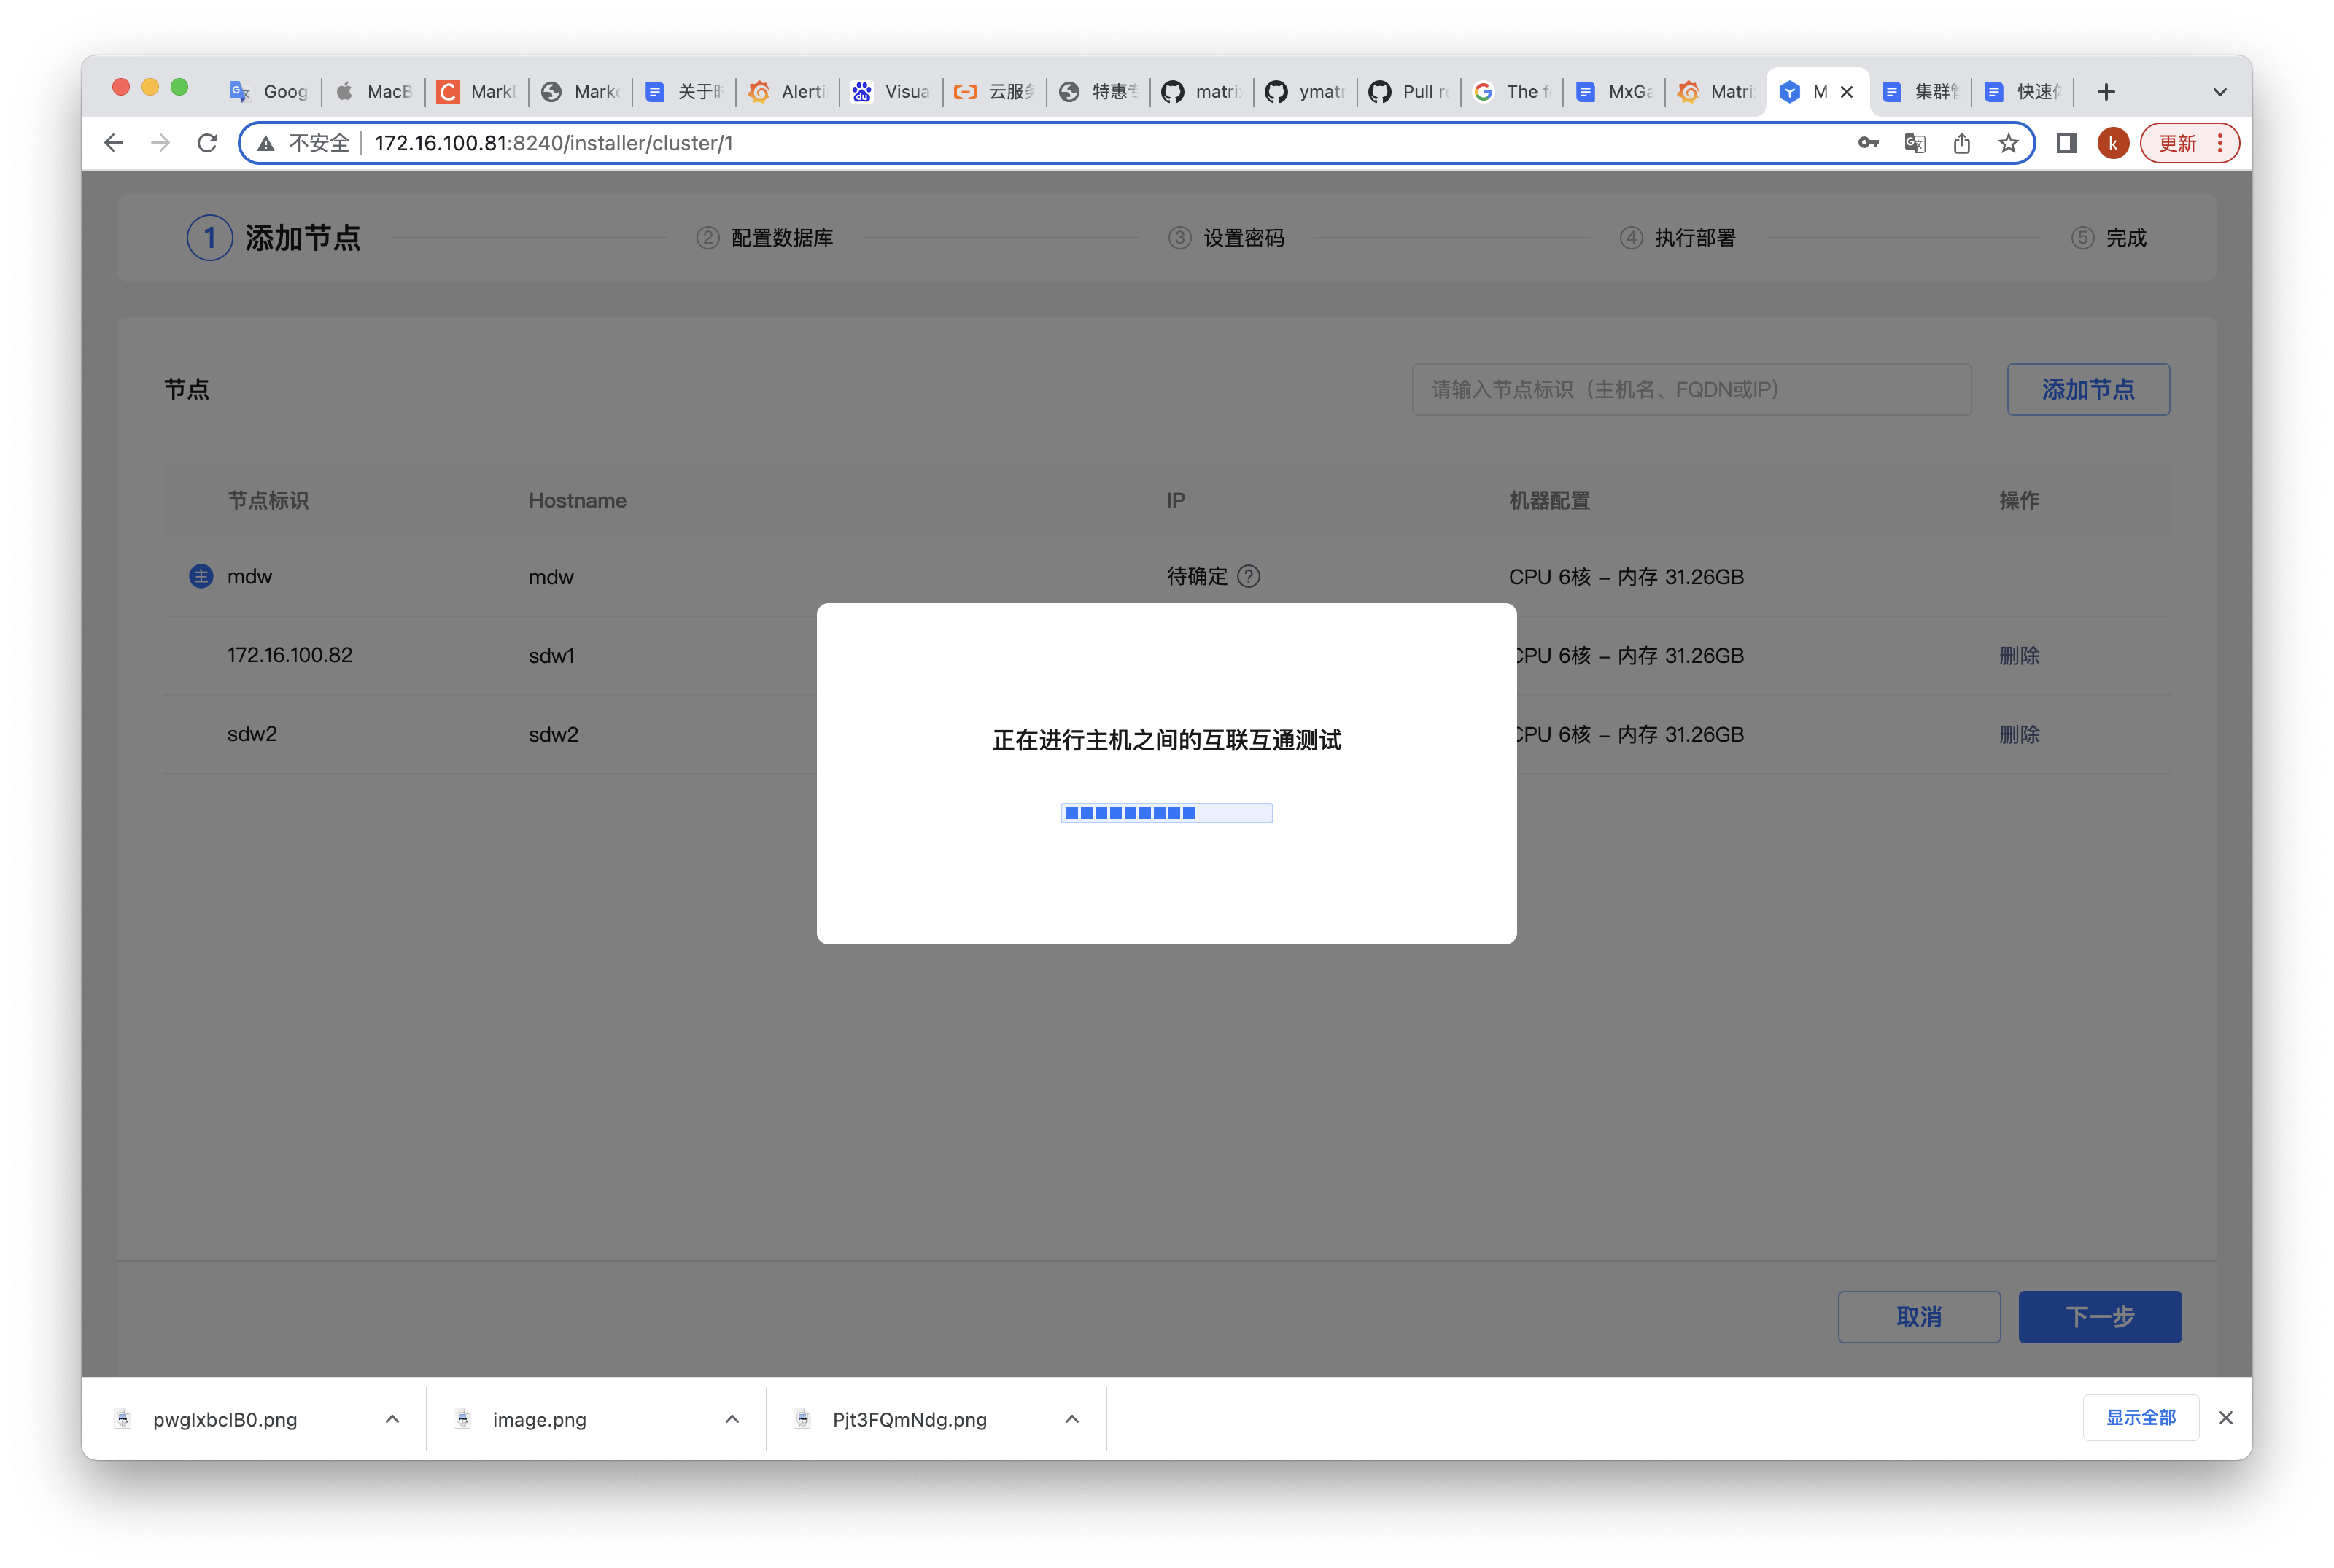 Goog
MacB
Mark
Mark
关于
Alerti
Visua
云服务
特惠专
matri
ymatr
Pull re
The f
MxGa
Matri
M
集群管
快速
不安全
172.16.100.81:8240/installer/cluster/1
k
更新
1 添加节点
2 配置数据库
3 设置密码
4 执行部署
5 完成
节点
请输入节点标识（主机名、FQDN或IP）
添加节点
节点标识 Hostname IP 机器配置 操作
主 mdw mdw 待确定 ? CPU 6核 – 内存 31.26GB
172.16.100.82 sdw1 CPU 6核 – 内存 31.26GB 删除
sdw2 sdw2 CPU 6核 – 内存 31.26GB 删除
正在进行主机之间的互联互通测试
取消
下一步
pwglxbclB0.png
image.png
Pjt3FQmNdg.png
显示全部